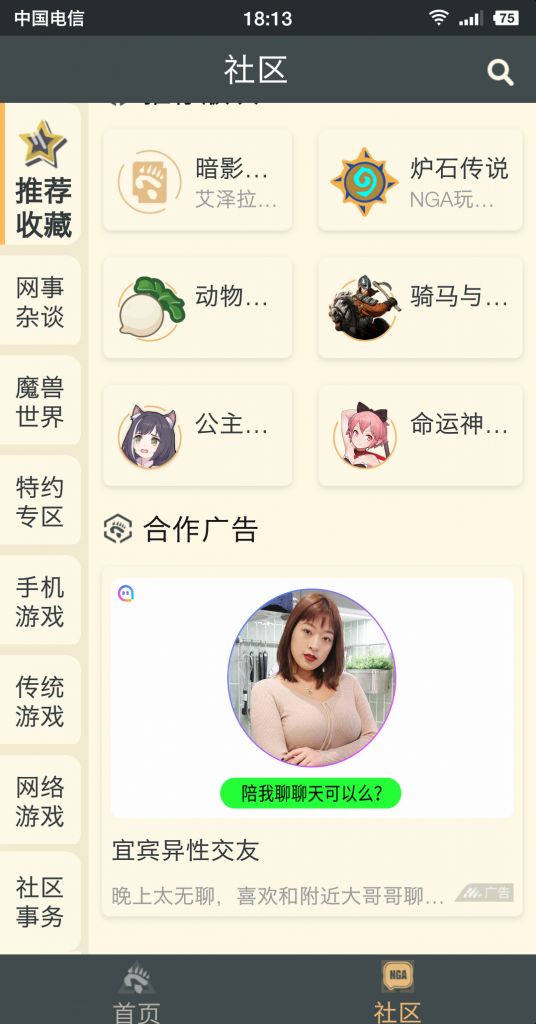 中国电信
18:13
75
社区
推荐
收藏
网事
杂谈
魔兽
世界
特约
专区
手机
游戏
传统
游戏
网络
游戏
社区
事务
暗影...
艾泽拉...
炉石传说
NGA玩...
动物...
骑马与...
公主...
命运神...
合作广告
陪我聊聊天可以么?
宜宾异性交友
晚上太无聊，喜欢和附近大哥哥聊...
广告
首页
NGA
社区